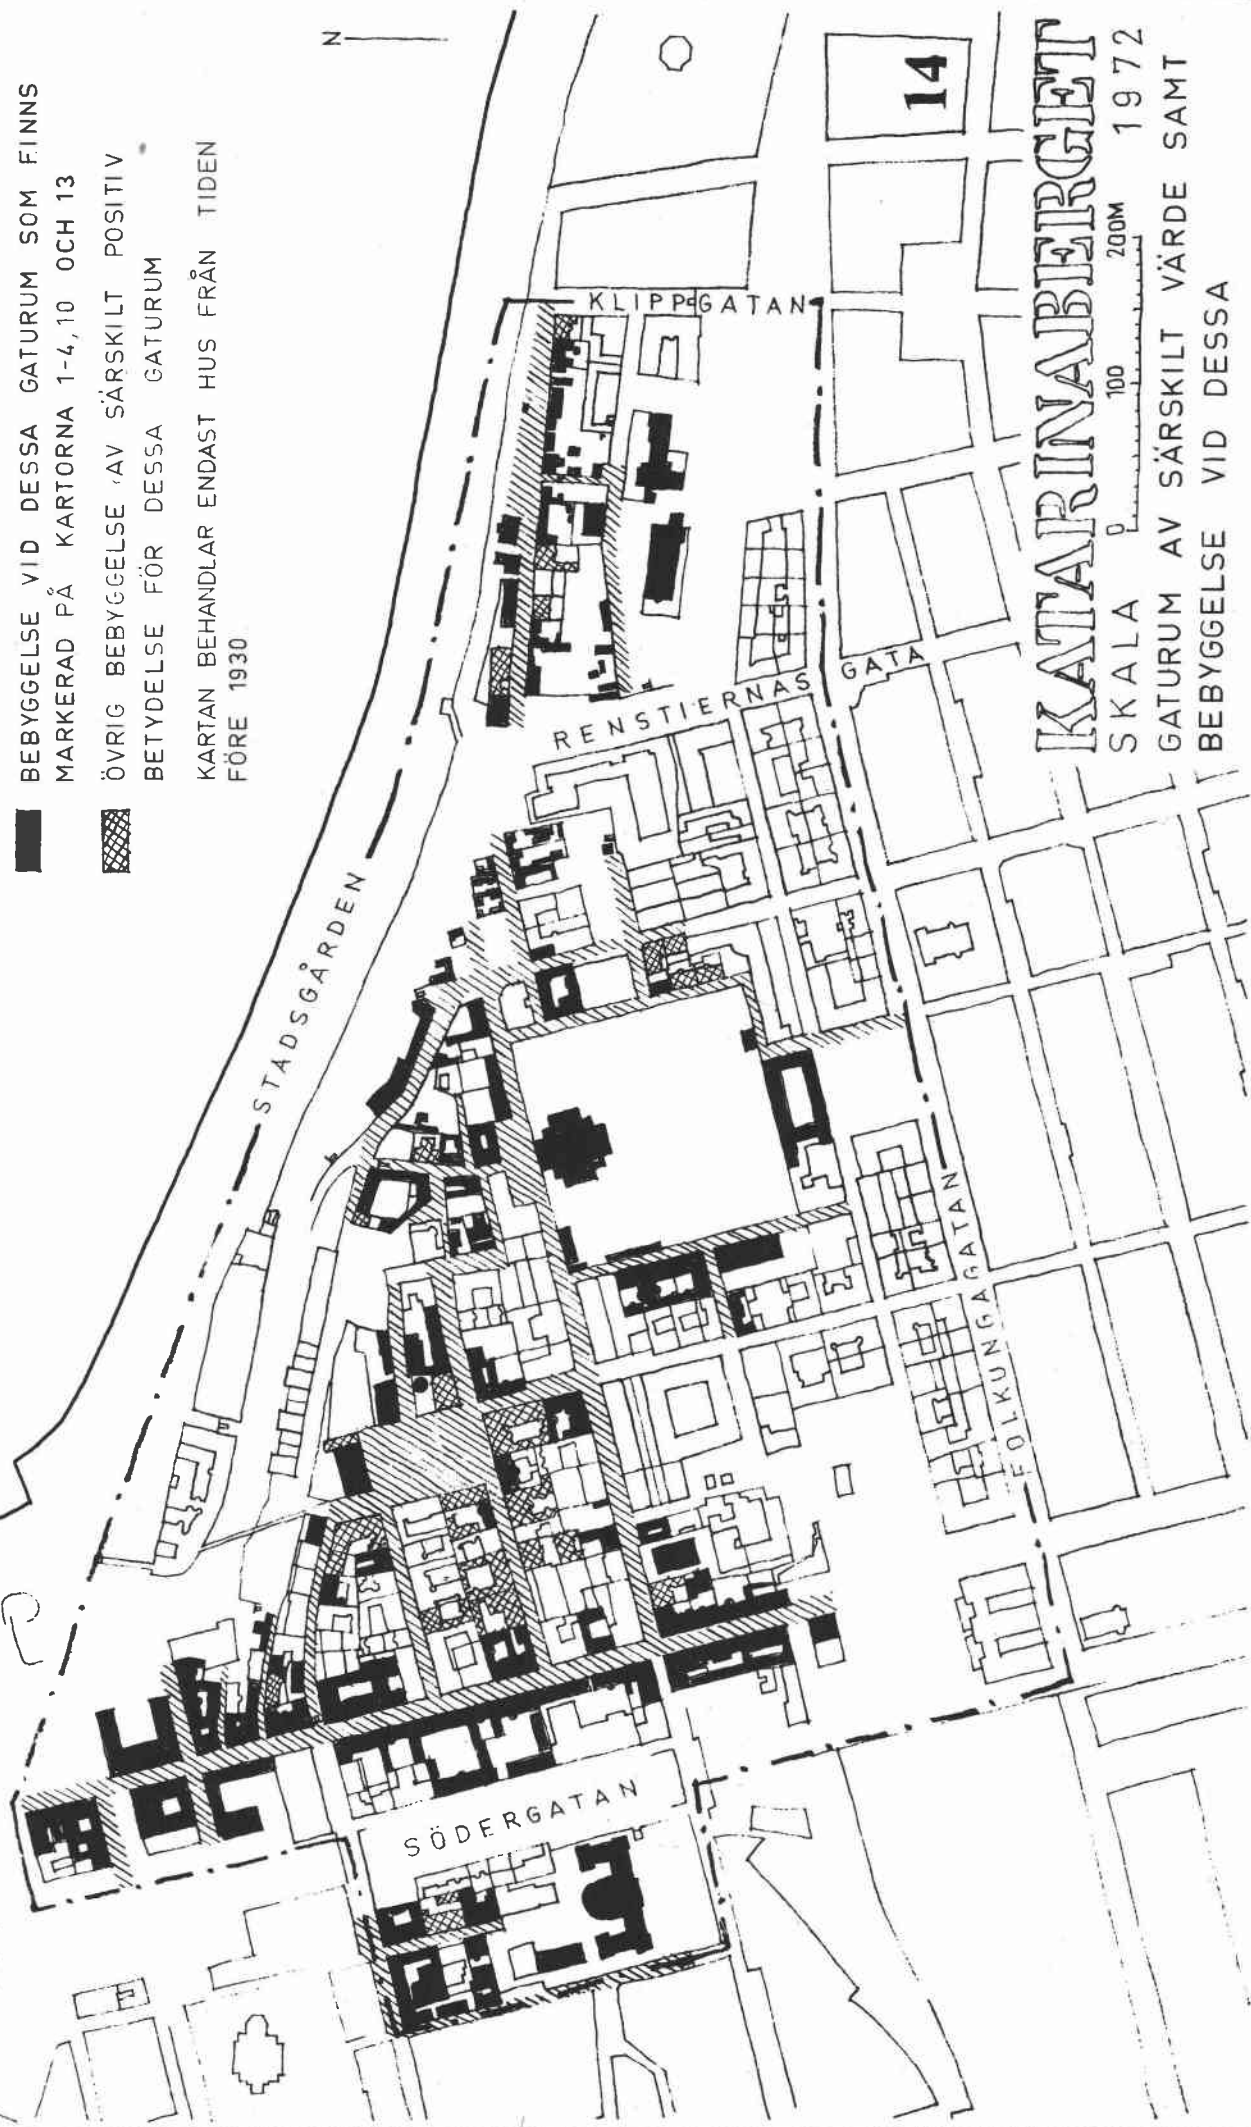 BEBYGGELSE VID DESSA GATURUM SOM FINNS
MARKERAD PÅ KARTORNA 1-4, 10 OCH 13
ÖVRIG BEBYGGELSE AV SÄRSKILT POSITIV
BETYDELSE FÖR DESSA GATURUM
KARTAN BEHANDLAR ENDAST HUS FRÅN TIDEN
FÖRE 1930
N
STADSGÅRDEN
KLIPPGATAN
RENSTIERNAS GATA
FOLKUNGAGATAN
SÖDERGATAN
14
KATARINABERGET
SKALA 0 100 200M 1972
GATURUM AV SÄRSKILT VÄRDE SAMT
BEBYGGELSE VID DESSA